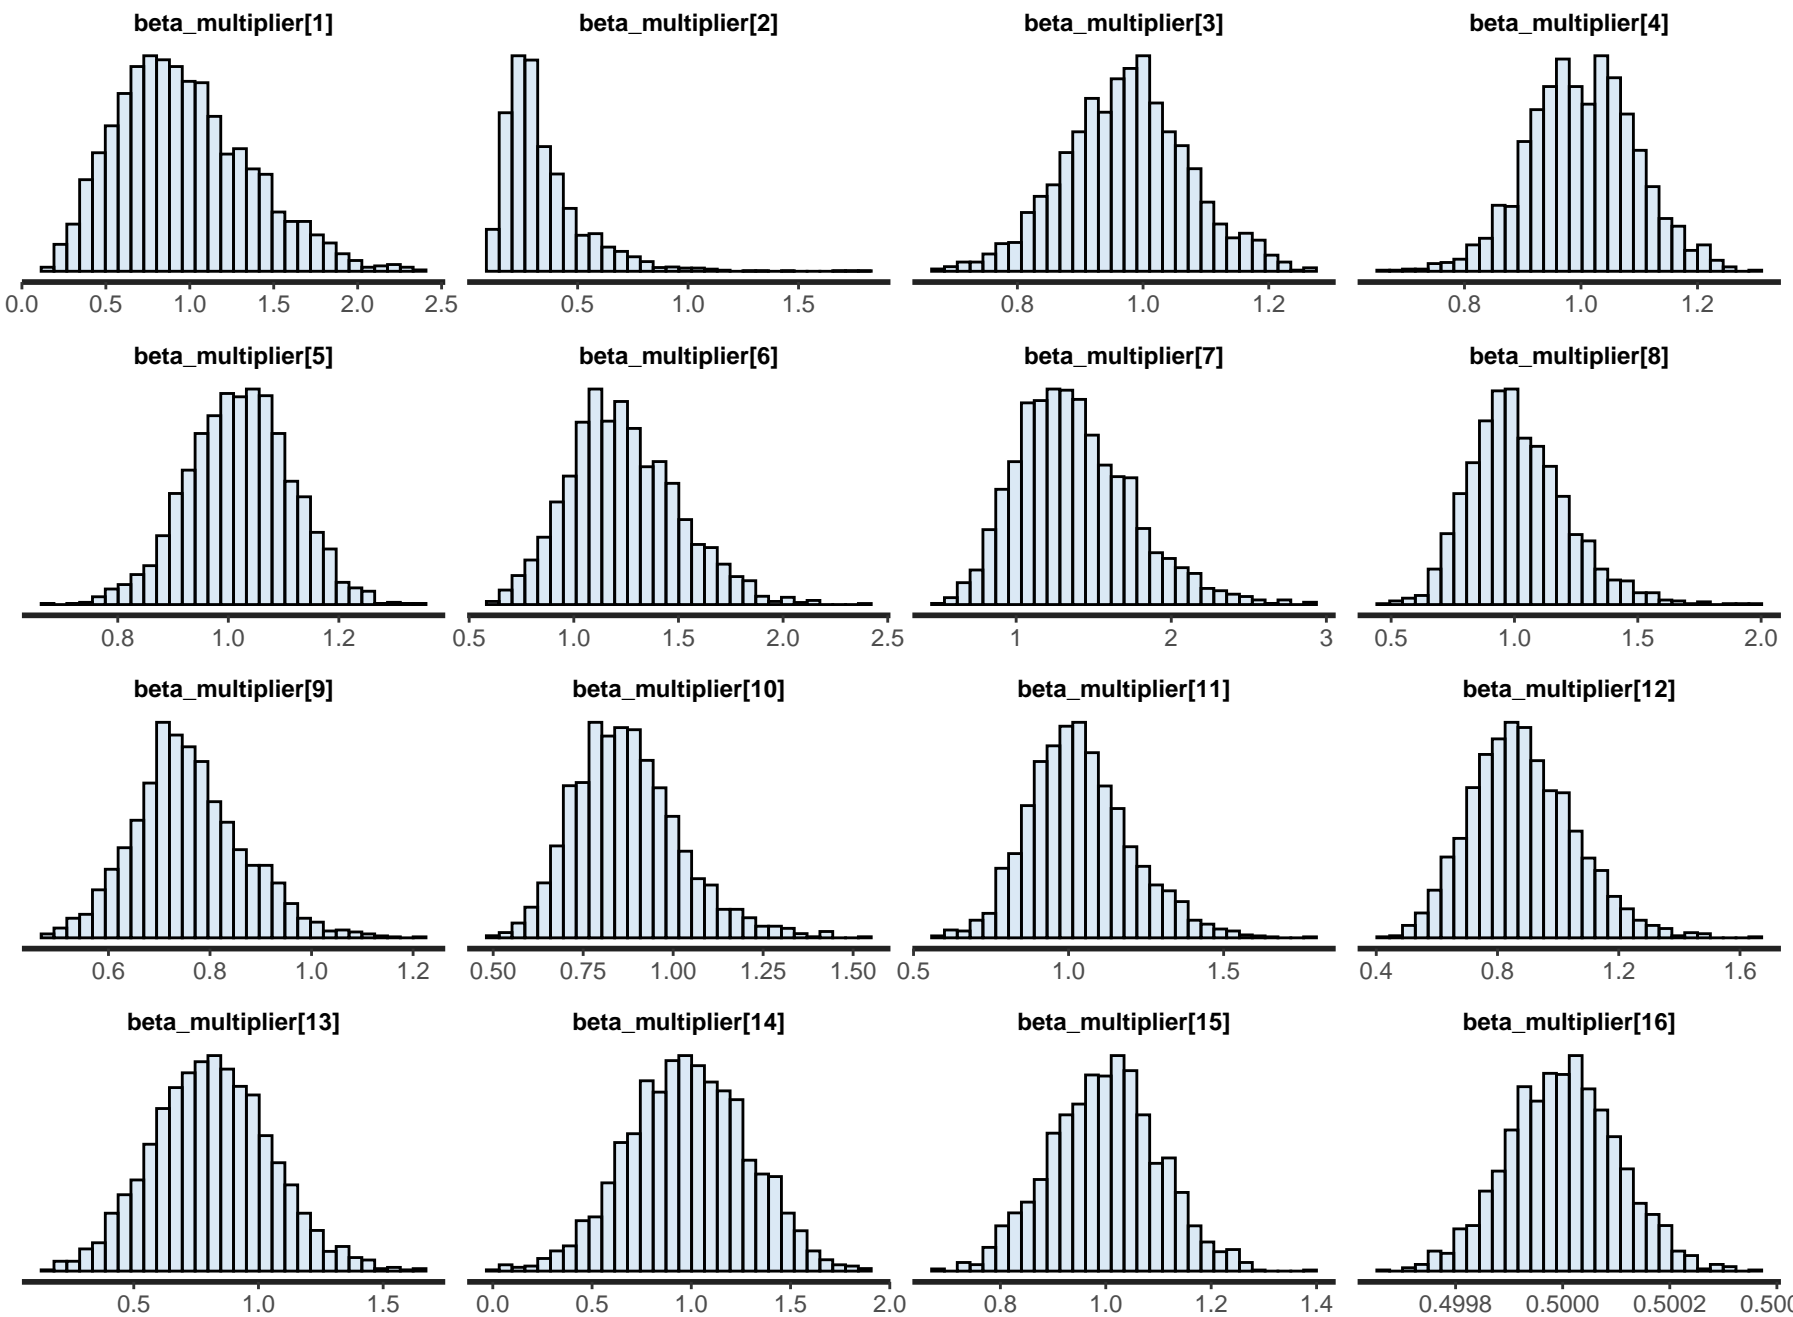 beta_multiplier[1] beta_multiplier[2] beta_multiplier[3] beta_multiplier[4]
0.0 0.5 1.0 1.5 2.0 2.5 0.5 1.0 1.5 0.8 1.0 1.2 0.8 1.0 1.2
beta_multiplier[5] beta_multiplier[6] beta_multiplier[7] beta_multiplier[8]
0.8 1.0 1.2 0.5 1.0 1.5 2.0 2.5 1 2 3 0.5 1.0 1.5 2.0
beta_multiplier[9] beta_multiplier[10] beta_multiplier[11] beta_multiplier[12]
0.6 0.8 1.0 1.2 0.50 0.75 1.00 1.25 1.50 0.5 1.0 1.5 0.4 0.8 1.2 1.6
beta_multiplier[13] beta_multiplier[14] beta_multiplier[15] beta_multiplier[16]
0.5 1.0 1.5 0.0 0.5 1.0 1.5 2.0 0.8 1.0 1.2 1.4 0.4998 0.5000 0.5002